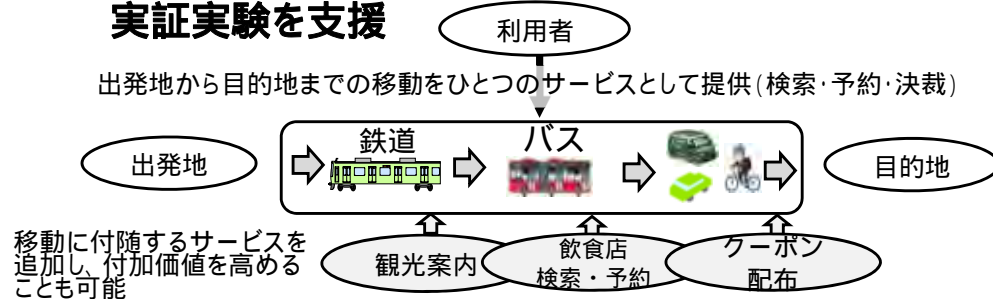 実証実験を支援
利用者
出発地から目的地までの移動をひとつのサービスとして提供(検索･予約･決裁)
鉄道
バス
出発地
目的地
移動に付随するサービスを
追加し、付加価値を高める
ことも可能
観光案内
飲食店
検索・予約
クーポン
配布